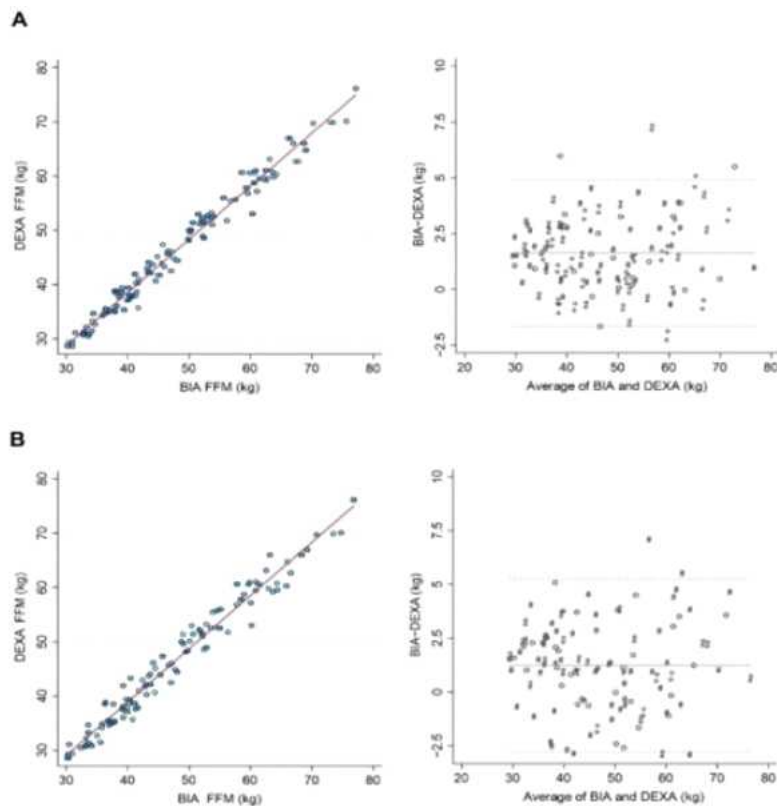 A
80
70
60
50
40
30
DEXA FFM (kg)
30 40 50 60 70 80
BIA FFM (kg)
10
7.5
5
2.5
0
−2.5
BIA−DEXA (kg)
20 30 40 50 60 70 80
Average of BIA and DEXA (kg)
B
80
70
60
50
40
30
DEXA FFM (kg)
30 40 50 60 70 80
BIA FFM (kg)
10
7.5
5
2.5
0
−2.5
BIA−DEXA (kg)
20 30 40 50 60 70 80
Average of BIA and DEXA (kg)